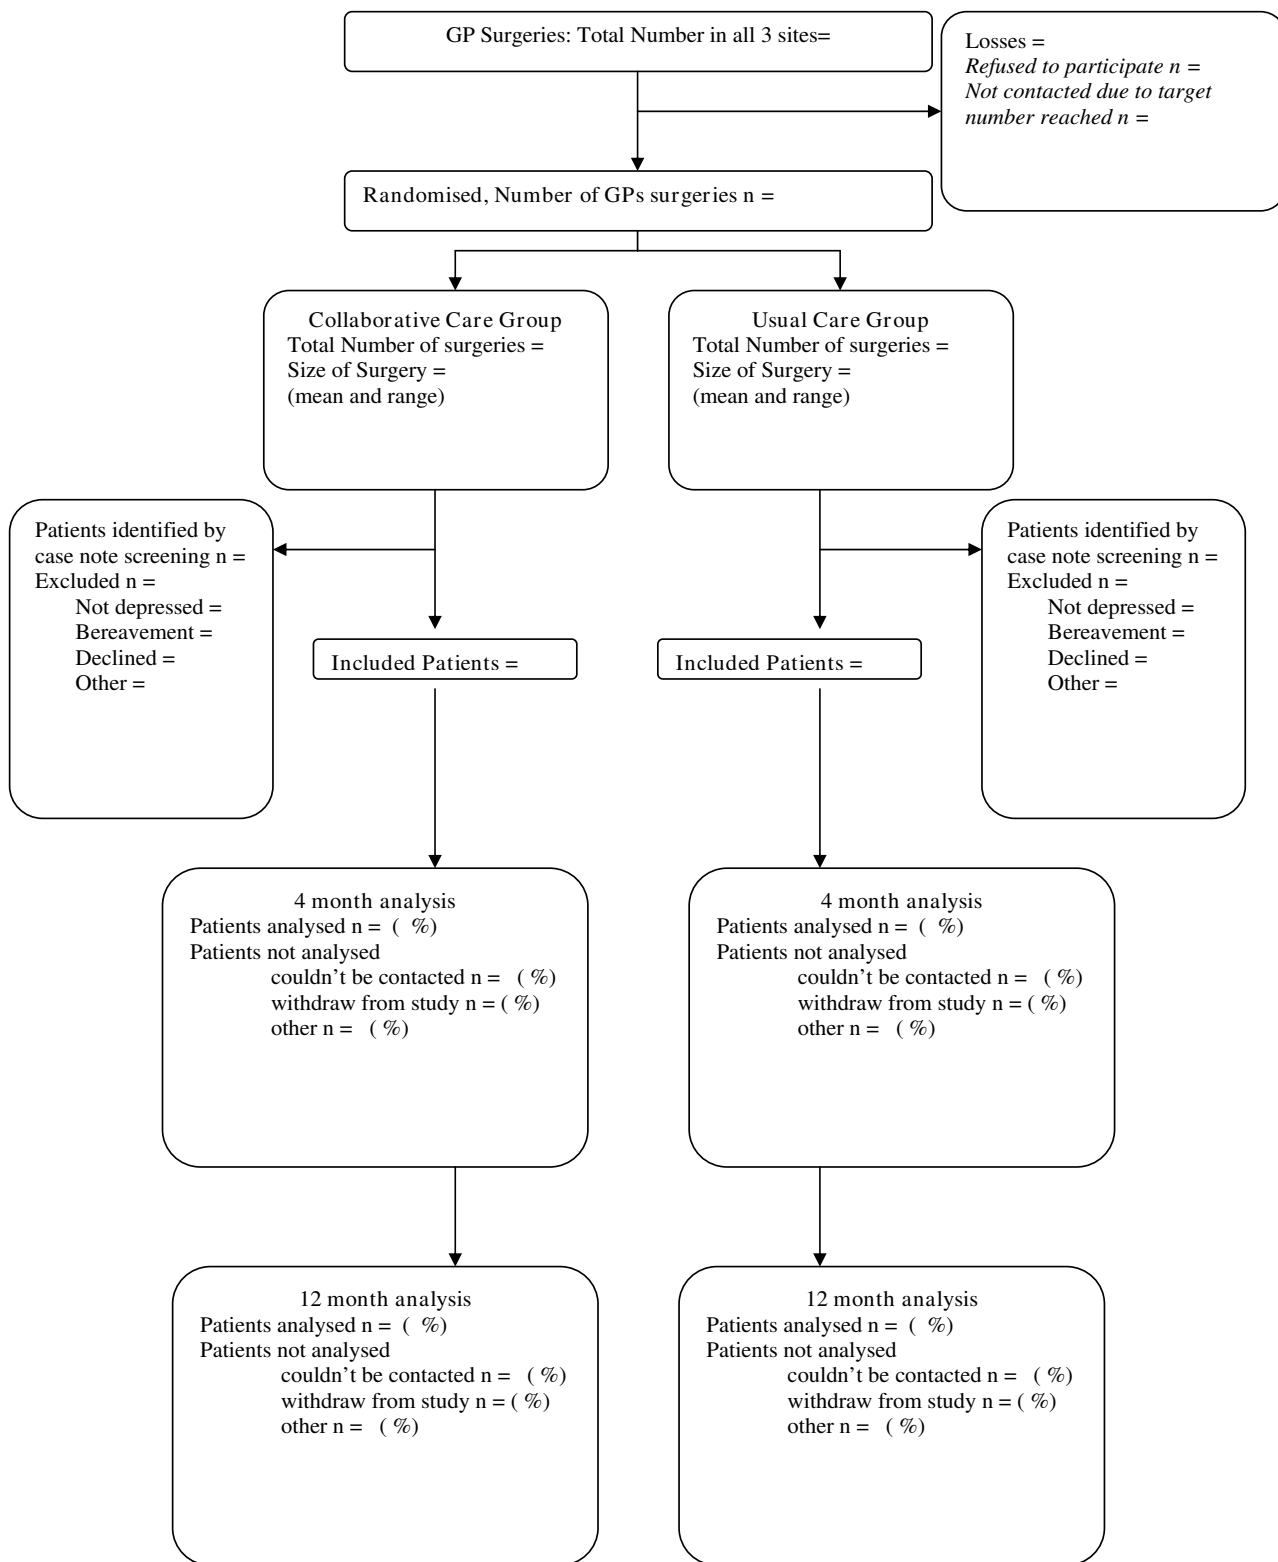 GP Surgeries: Total Number in all 3 sites=
Losses =
Refused to participate n =
Not contacted due to target
number reached n =
Randomised, Number of GPs surgeries n =
Collaborative Care Group
Total Number of surgeries =
Size of Surgery =
(mean and range)
Usual Care Group
Total Number of surgeries =
Size of Surgery =
(mean and range)
Patients identified by
case note screening n =
Excluded n =
Not depressed =
Bereavement =
Declined =
Other =
Patients identified by
case note screening n =
Excluded n =
Not depressed =
Bereavement =
Declined =
Other =
Included Patients =
Included Patients =
4 month analysis
Patients analysed n = ( %)
Patients not analysed
couldn't be contacted n = ( %)
withdraw from study n = ( %)
other n = ( %)
4 month analysis
Patients analysed n = ( %)
Patients not analysed
couldn't be contacted n = ( %)
withdraw from study n = ( %)
other n = ( %)
12 month analysis
Patients analysed n = ( %)
Patients not analysed
couldn't be contacted n = ( %)
withdraw from study n = ( %)
other n = ( %)
12 month analysis
Patients analysed n = ( %)
Patients not analysed
couldn't be contacted n = ( %)
withdraw from study n = ( %)
other n = ( %)